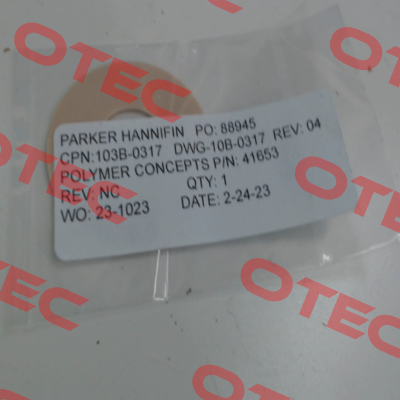 OTEC
PARKER HANNIFIN PO: 88945
CPN:103B-0317 DWG-10B-0317 REV: 04
POLYMER CONCEPTS P/N: 41653
REV: NC QTY: 1
WO: 23-1023 DATE: 2-24-23
OTEC
OTEC
OTEC
OTEC